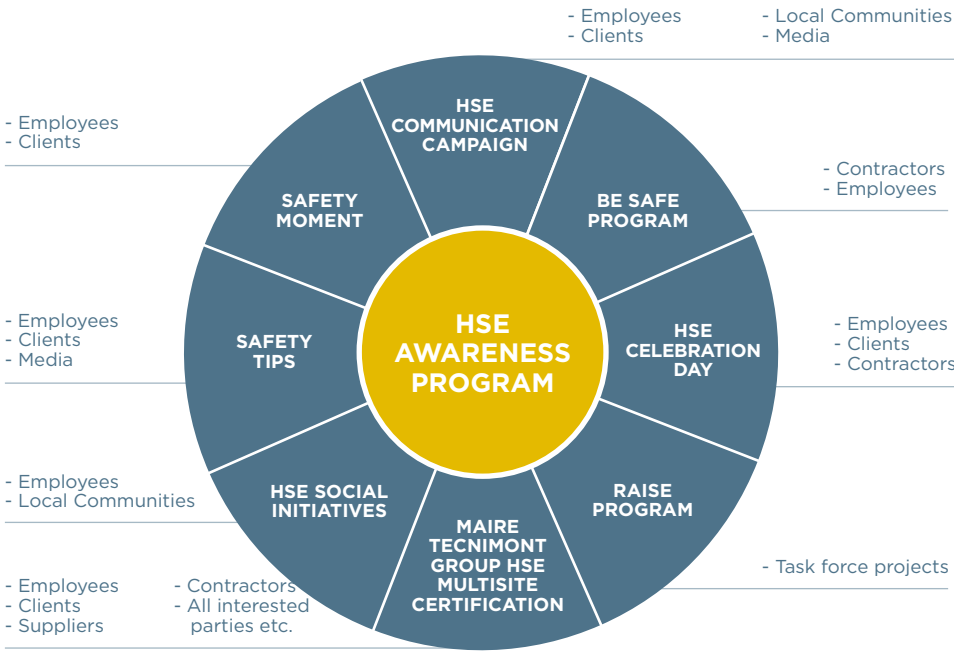 - Employees
- Clients
- Local Communities
- Media
HSE
COMMUNICATION
CAMPAIGN
- Contractors
- Employees
BE SAFE
PROGRAM
- Employees
- Clients
- Contractors
HSE
CELEBRATION
DAY
- Task force projects
RAISE
PROGRAM
- Employees
- Clients
- Suppliers
- Contractors
- All interested
parties etc.
MAIRE
TECNIMONT
GROUP HSE
MULTISITE
CERTIFICATION
- Employees
- Local Communities
HSE SOCIAL
INITIATIVES
- Employees
- Clients
- Media
SAFETY
TIPS
- Employees
- Clients
SAFETY
MOMENT
HSE
AWARENESS
PROGRAM